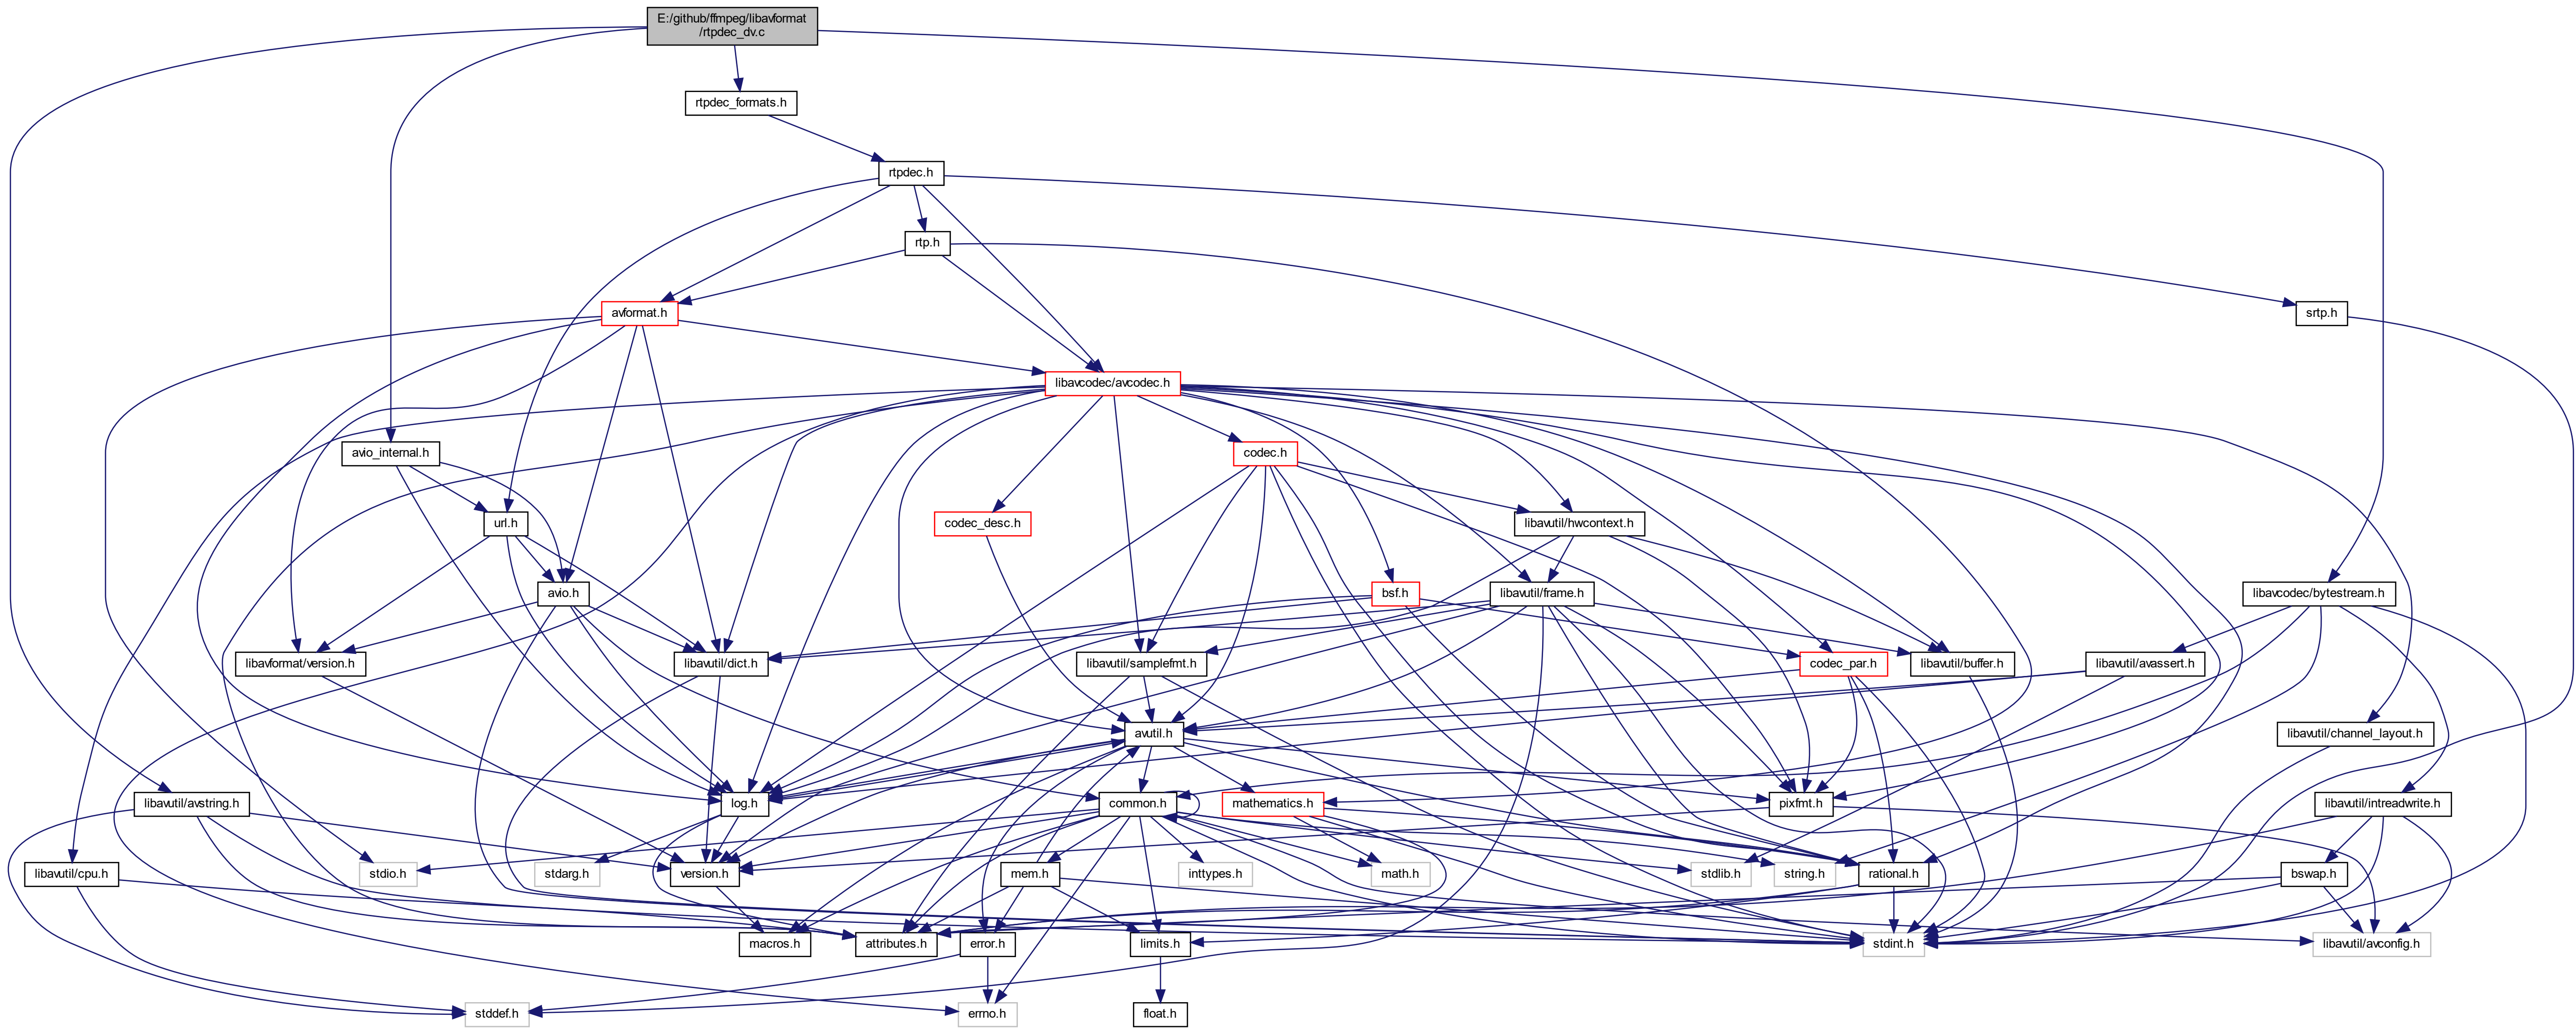 E:/github/ffmpeg/libavformat
/rtpdec_dv.c
rtpdec_formats.h
rtpdec.h
rtp.h
avformat.h
srtp.h
libavcodec/avcodec.h
avio_internal.h
codec.h
url.h
codec_desc.h
libavutil/hwcontext.h
avio.h
bsf.h
libavutil/frame.h
libavcodec/bytestream.h
libavformat/version.h
libavutil/dict.h
libavutil/samplefmt.h
codec_par.h
libavutil/buffer.h
libavutil/avassert.h
avutil.h
libavutil/channel_layout.h
libavutil/avstring.h
log.h
common.h
mathematics.h
pixfmt.h
libavutil/intreadwrite.h
libavutil/cpu.h
stdio.h
stdarg.h
version.h
mem.h
inttypes.h
math.h
stdlib.h
string.h
rational.h
bswap.h
macros.h
attributes.h
error.h
limits.h
stdint.h
libavutil/avconfig.h
stddef.h
errno.h
float.h